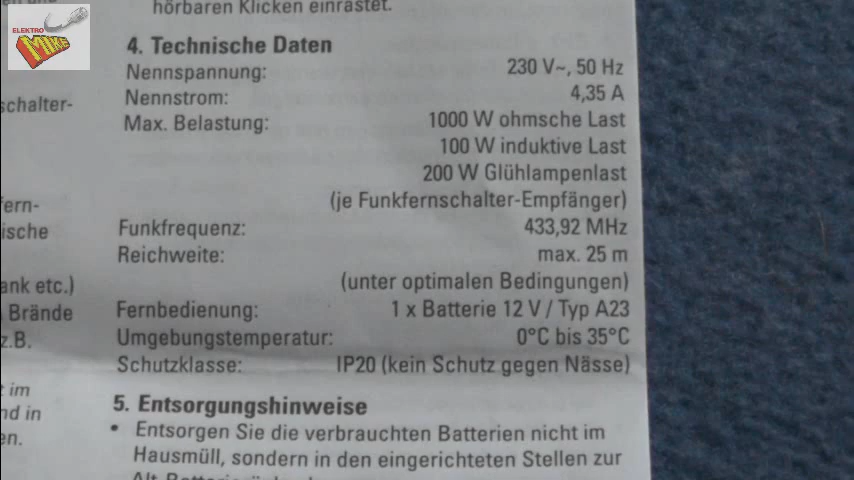 ELEKTRO
MIKE
hörbaren Klicken einrastet.
4. Technische Daten
Nennspannung: 230 V~, 50 Hz
Nennstrom: 4,35 A
Max. Belastung: 1000 W ohmsche Last
100 W induktive Last
200 W Glühlampenlast
(je Funkfernschalter-Empfänger)
Funkfrequenz: 433,92 MHz
Reichweite: max. 25 m
(unter optimalen Bedingungen)
Fernbedienung: 1 x Batterie 12 V / Typ A23
Umgebungstemperatur: 0°C bis 35°C
Schutzklasse: IP20 (kein Schutz gegen Nässe)
5. Entsorgungshinweise
• Entsorgen Sie die verbrauchten Batterien nicht im
Hausmüll, sondern in den eingerichteten Stellen zur
schalter-
fern-
ische
ank etc.)
Brände
z.B.
im
nd in
en.